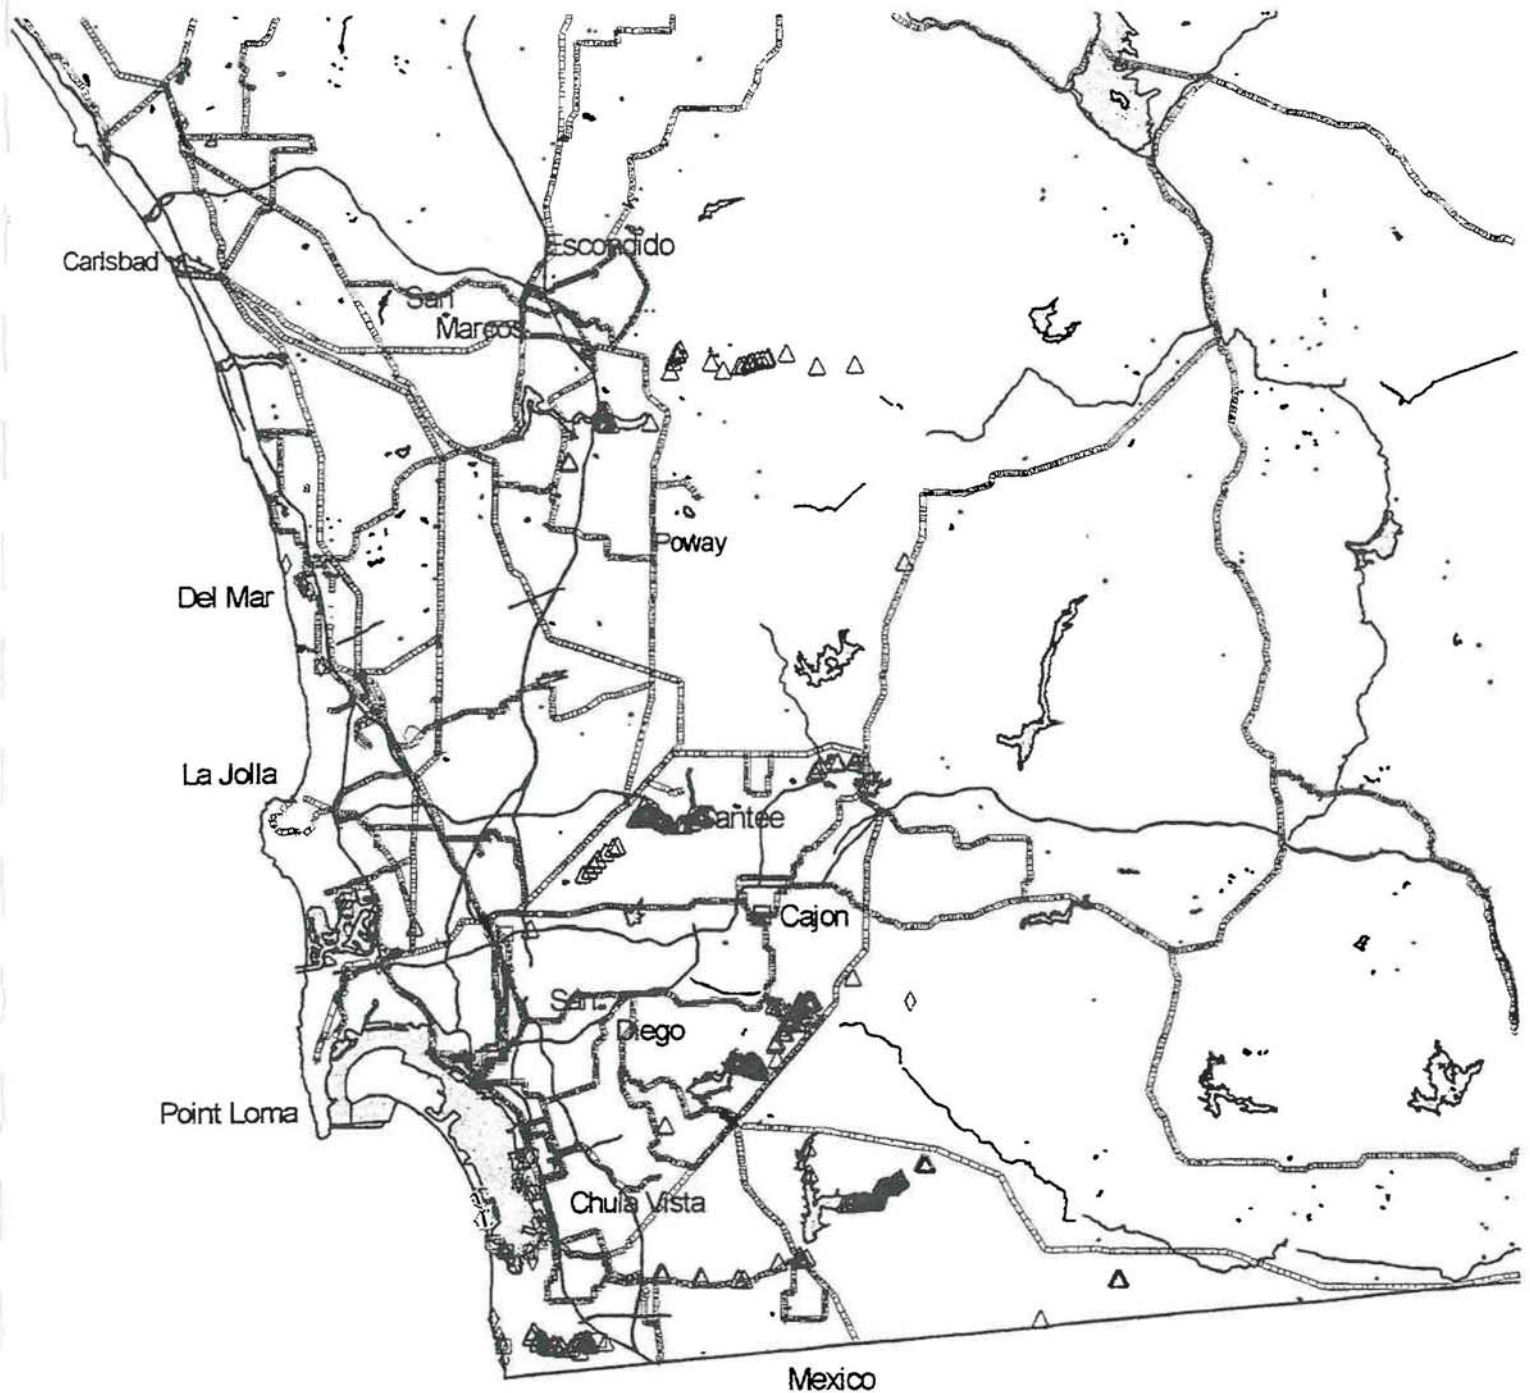 Escondido
Carlsbad
San
Marcos
Poway
Del Mar
La Jolla
Santee
Cajon
San
Diego
Point Loma
Chula Vista
Mexico